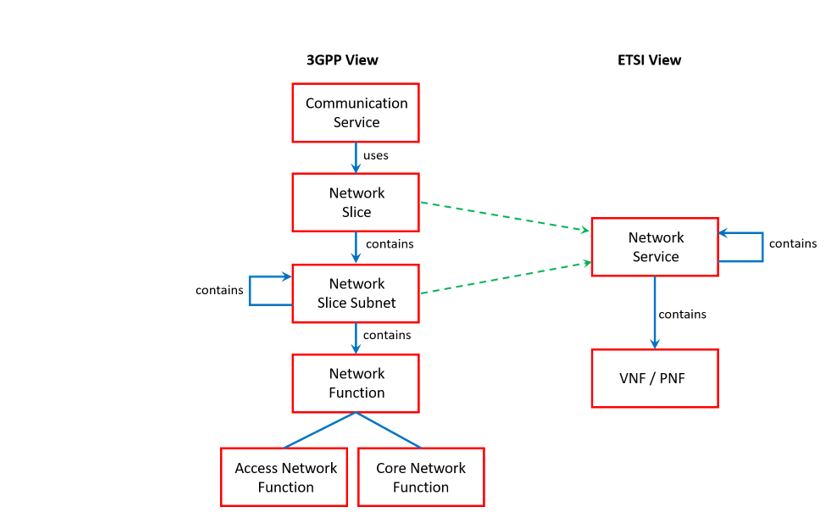 3GPP View
ETSI View
Communication
Service
uses
Network
Slice
contains
Network
Slice Subnet
contains
contains
Network
Function
Access Network
Function
Core Network
Function
Network
Service
contains
contains
VNF / PNF